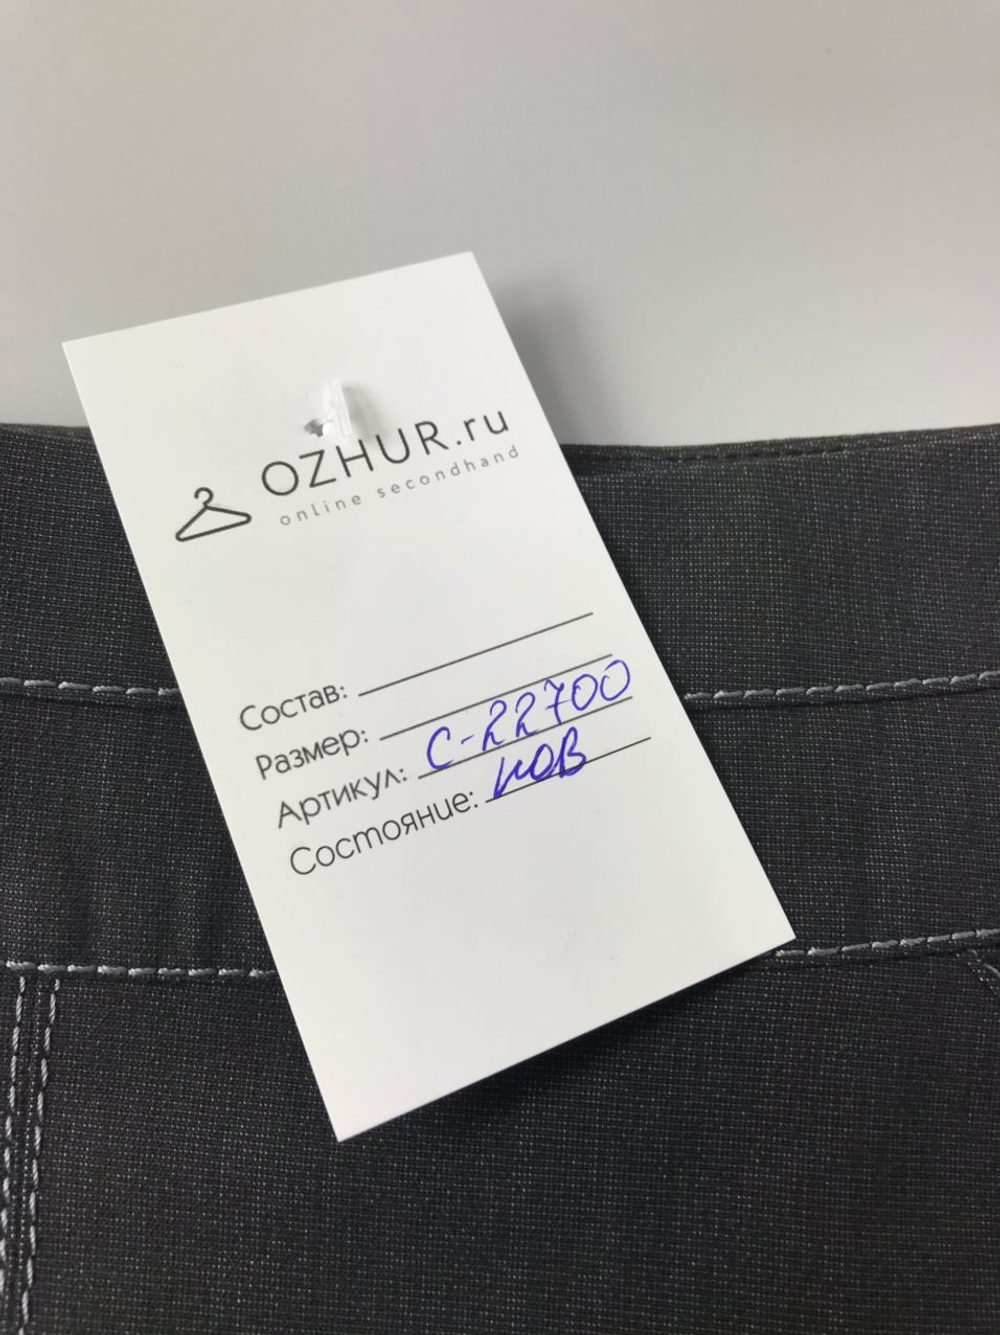 OZHUR.ru
online secondhand
Состав:
Размер:
Артикул: С-22700
Состояние: нов